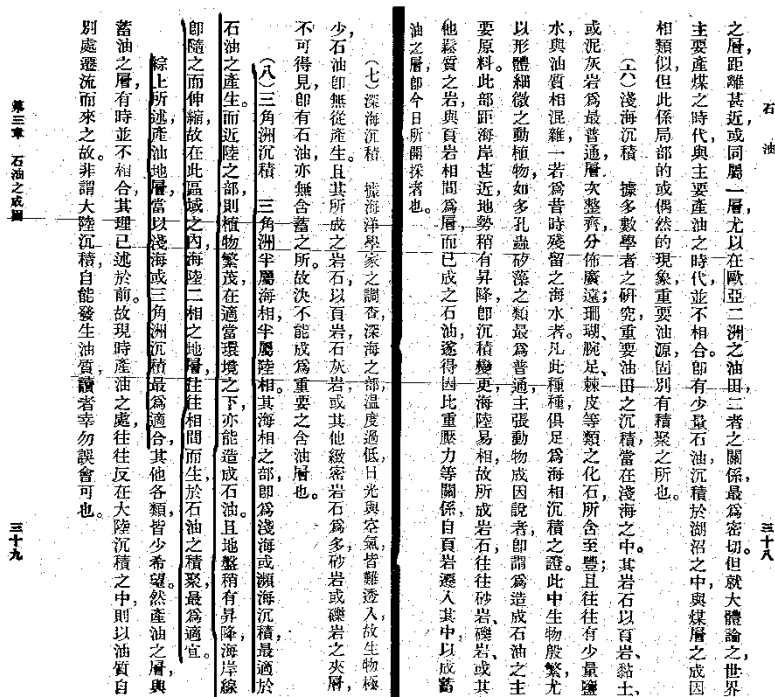 石油
三十八
之層，距離甚近，或同屬一層，尤以在歐亞二洲之油田二者之關係，最爲密切。但就大體論之，世界
主要產煤之時代，與主要產油之時代，並不相合。卽有少量石油沉積於湖沼之中，與煤層之成因
相類似，但此係局部的或偶然的現象，重要油源，固別有積聚之所也。
（六）淺海沉積　據多數學者之研究，重要油田之沉積，當在淺海之中。其岩石以頁岩、黏土、
或泥灰岩爲最普通，層次整齊，分佈廣遠；珊瑚、腕足、棘皮等類之化石，所含至豐；且往往有少量鹽
水與油質相混雜，一若爲昔時殘留之海水者。凡此種種，俱足爲海相沉積之證。此中生物般繁，尤
以形體細微之動植物，如多孔蟲矽藻之類，最爲普通，主張動物成因說者，卽謂爲造成石油之主
要原料。此部距海岸甚近，地勢稍有昇降，卽沉積變更，海陸易相，故所成岩石，往往砂岩、礫岩、或其
他鬆質之岩，與頁岩相間爲層，而已成之石油，遂得因比重壓力等關係，自頁岩遷入其中，以成蓄
油之層，卽今日所開採者也。
（七）深海沉積　據海洋學家之調查，深海之部，温度過低，日光與空氣，皆難透入，故生物極
少，石油卽無從產生。且其所成之岩石，以頁岩石灰岩或其他緻密岩石爲多，砂岩或礫岩之夾層，
不可得見，卽有石油，亦無含蓄之所，故決不能成爲重要之含油層也。
（八）三角洲沉積　三角洲半屬海相，半屬陸相。其海相之部，卽爲淺海或瀕海沉積，最適於
石油之產生。而近陸之部，則植物繁茂，在適當環境之下，亦能造成石油。且地盤稍有昇降，海岸綫
卽隨之而伸縮，故在此區域之內，海陸二相之地層，往往相間而生，於石油之積聚，最爲適宜。
綜上所述，產油地層，當以淺海或三角洲沉積，最爲適合，其他各類，皆少希望。然產油之層，與
蓄油之層，有時並不相合，其理已述於前。故現時產油之處，往往反在大陸沉積之中，則以油質自
別處遷流而來之故，非謂大陸沉積，自能發生油質，讀者幸勿誤會可也。
第三章　石油之成因
三十九